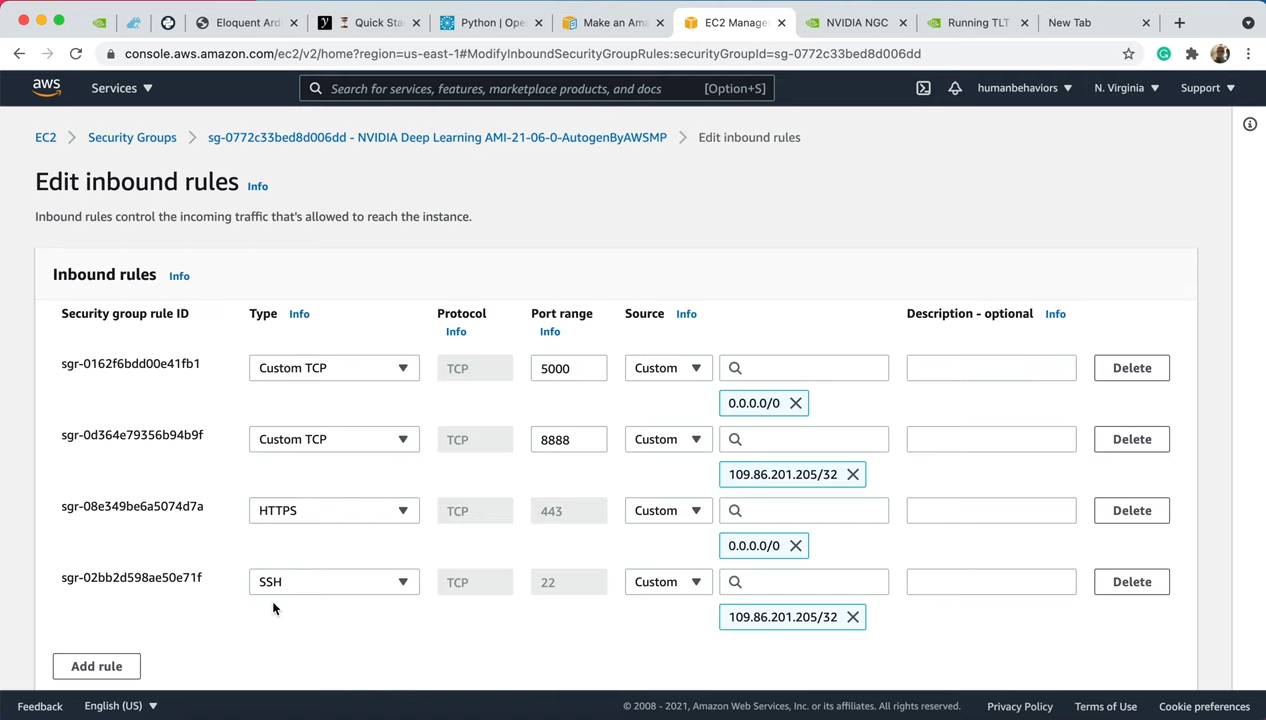 Eloquent Ard
Quick Sta
Python | Ope
Make an Ama
EC2 Manage
NVIDIA NGC
Running TLT
New Tab
console.aws.amazon.com/ec2/v2/home?region=us-east-1#ModifyInboundSecurityGroupRules:securityGroupId=sg-0772c33bed8d006dd
aws
Services
Search for services, features, marketplace products, and docs
[Option+S]
humanbehaviors
N. Virginia
Support
EC2
Security Groups
sg-0772c33bed8d006dd - NVIDIA Deep Learning AMI-21-06-0-AutogenByAWSMP
Edit inbound rules
Edit inbound rules Info
Inbound rules control the incoming traffic that's allowed to reach the instance.
Inbound rules Info
Security group rule ID
Type Info
Protocol
Info
Port range
Info
Source Info
Description - optional Info
sgr-0162f6bdd00e41fb1
Custom TCP
TCP
5000
Custom
Delete
0.0.0.0/0
sgr-0d364e79356b94b9f
Custom TCP
TCP
8888
Custom
Delete
109.86.201.205/32
sgr-08e349be6a5074d7a
HTTPS
TCP
443
Custom
Delete
0.0.0.0/0
sgr-02bb2d598ae50e71f
SSH
TCP
22
Custom
Delete
109.86.201.205/32
Add rule
Feedback
English (US)
© 2008 - 2021, Amazon Web Services, Inc. or its affiliates. All rights reserved.
Privacy Policy
Terms of Use
Cookie preferences